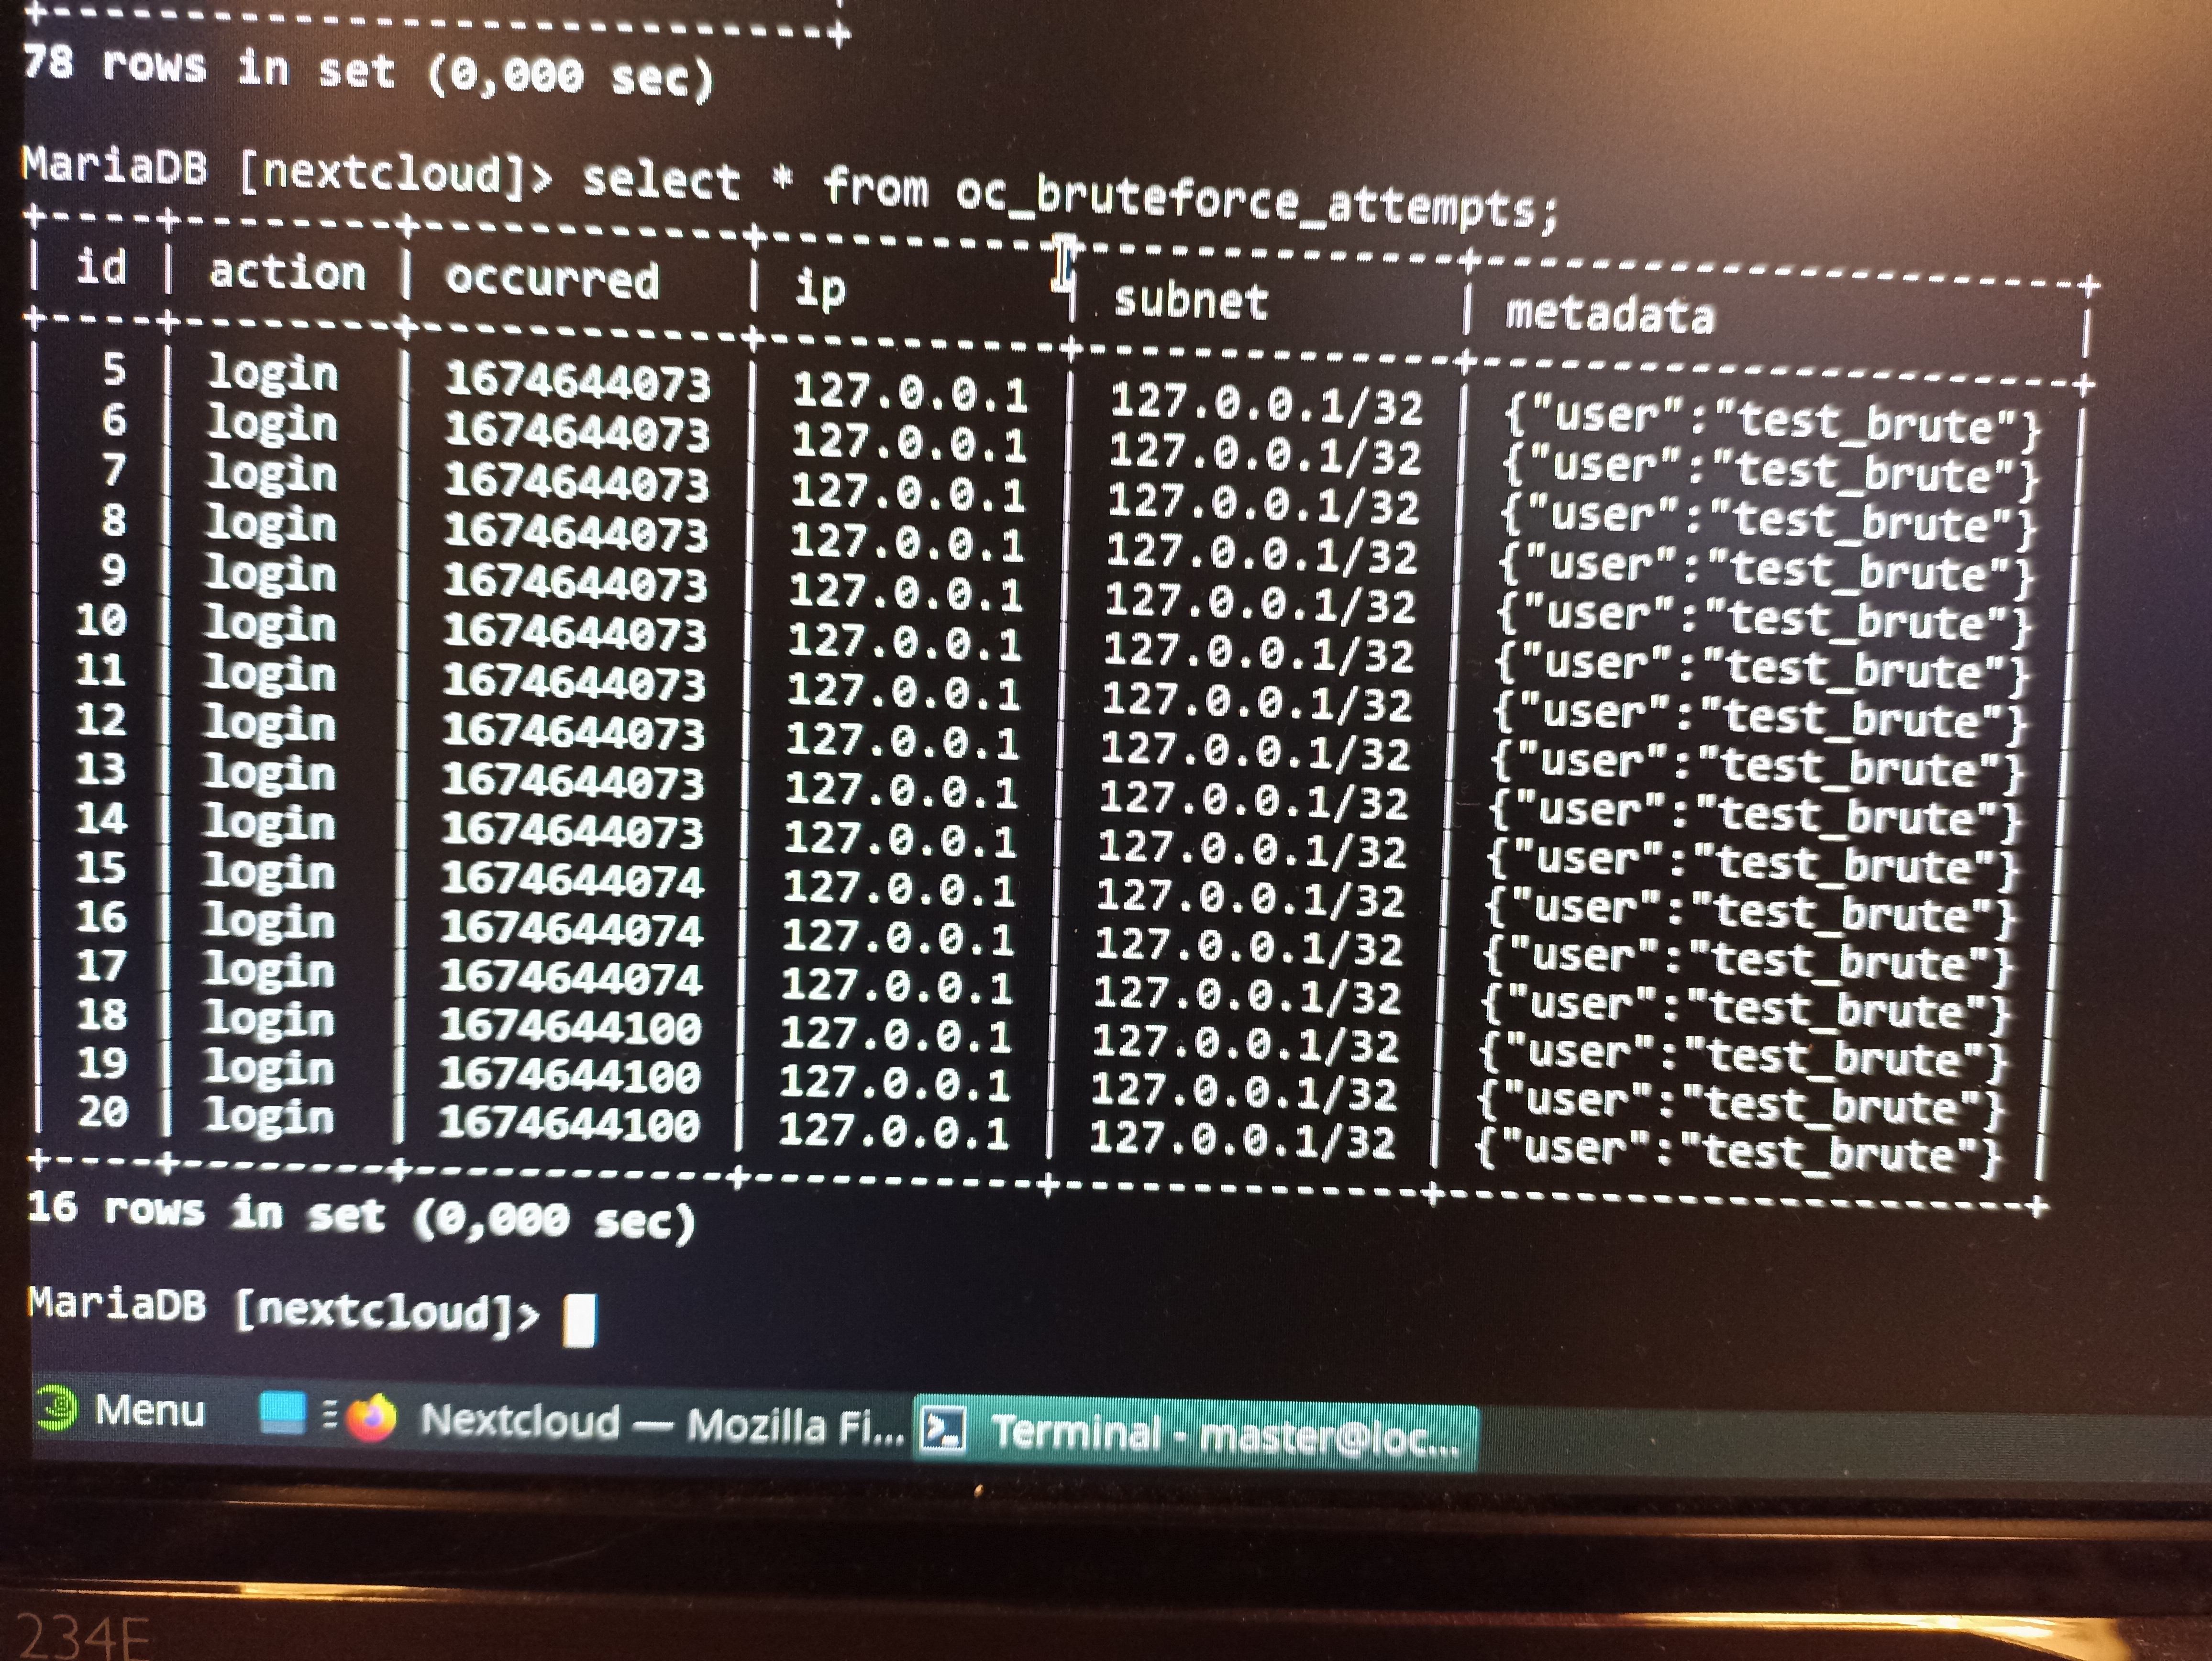 +------------------------------+
78 rows in set (0,000 sec)
MariaDB [nextcloud]> select * from oc_bruteforce_attempts;
+----+--------+------------+-----------+--------------+------------------------+
| id | action | occurred | ip | subnet | metadata |
+----+--------+------------+-----------+--------------+------------------------+
| 5 | login | 1674644073 | 127.0.0.1 | 127.0.0.1/32 | {"user":"test_brute"} |
| 6 | login | 1674644073 | 127.0.0.1 | 127.0.0.1/32 | {"user":"test_brute"} |
| 7 | login | 1674644073 | 127.0.0.1 | 127.0.0.1/32 | {"user":"test_brute"} |
| 8 | login | 1674644073 | 127.0.0.1 | 127.0.0.1/32 | {"user":"test_brute"} |
| 9 | login | 1674644073 | 127.0.0.1 | 127.0.0.1/32 | {"user":"test_brute"} |
| 10 | login | 1674644073 | 127.0.0.1 | 127.0.0.1/32 | {"user":"test_brute"} |
| 11 | login | 1674644073 | 127.0.0.1 | 127.0.0.1/32 | {"user":"test_brute"} |
| 12 | login | 1674644073 | 127.0.0.1 | 127.0.0.1/32 | {"user":"test_brute"} |
| 13 | login | 1674644073 | 127.0.0.1 | 127.0.0.1/32 | {"user":"test_brute"} |
| 14 | login | 1674644073 | 127.0.0.1 | 127.0.0.1/32 | {"user":"test_brute"} |
| 15 | login | 1674644074 | 127.0.0.1 | 127.0.0.1/32 | {"user":"test_brute"} |
| 16 | login | 1674644074 | 127.0.0.1 | 127.0.0.1/32 | {"user":"test_brute"} |
| 17 | login | 1674644074 | 127.0.0.1 | 127.0.0.1/32 | {"user":"test_brute"} |
| 18 | login | 1674644100 | 127.0.0.1 | 127.0.0.1/32 | {"user":"test_brute"} |
| 19 | login | 1674644100 | 127.0.0.1 | 127.0.0.1/32 | {"user":"test_brute"} |
| 20 | login | 1674644100 | 127.0.0.1 | 127.0.0.1/32 | {"user":"test_brute"} |
+----+--------+------------+-----------+--------------+------------------------+
16 rows in set (0,000 sec)
MariaDB [nextcloud]>
Menu Nextcloud — Mozilla Fi... Terminal - master@loc...
234E